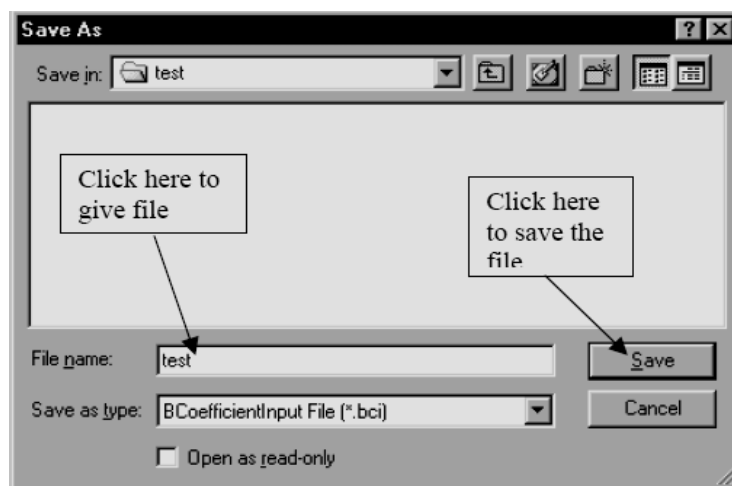 Save As
Save in: test
Click here to
give file
Click here
to save the
file
File name: test
Save
Save as type: BCoefficientInput File (*.bci)
Cancel
Open as read-only